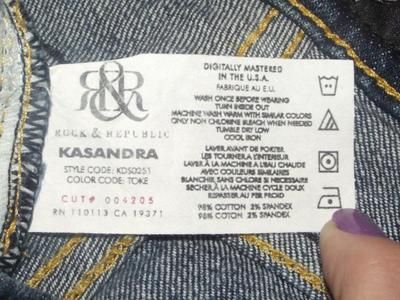 R&R
ROCK & REPUBLIC
KASANDRA
STYLE CODE: KDS0251
COLOR CODE: TOKE
CUT# 004205
RN 110113 CA 19371
DIGITALLY MASTERED
IN THE U.S.A.
FABRIQUE AU E.U.
WASH ONCE BEFORE WEARING
TURN INSIDE OUT
MACHINE WASH WARM WITH SIMILAR COLORS
ONLY NON CHLORINE BLEACH WHEN NEEDED
TUMBLE DRY LOW
COOL IRON
LAVER AVANT DE PORTER
LES TOURNER A L'INTERIEUR
LAVER À LA MACHINE A L'EAU CHAUDE
AVEC COULEURS SIMILAIRES
BLANCHIR SANS CHLORE SI NECESSAIRE
SÉCHER À LA MACHINE CYCLE DOUX
REPASSER À FER DOUX
98% COTTON 2% SPANDEX
98% COTON 2% SPANDEX